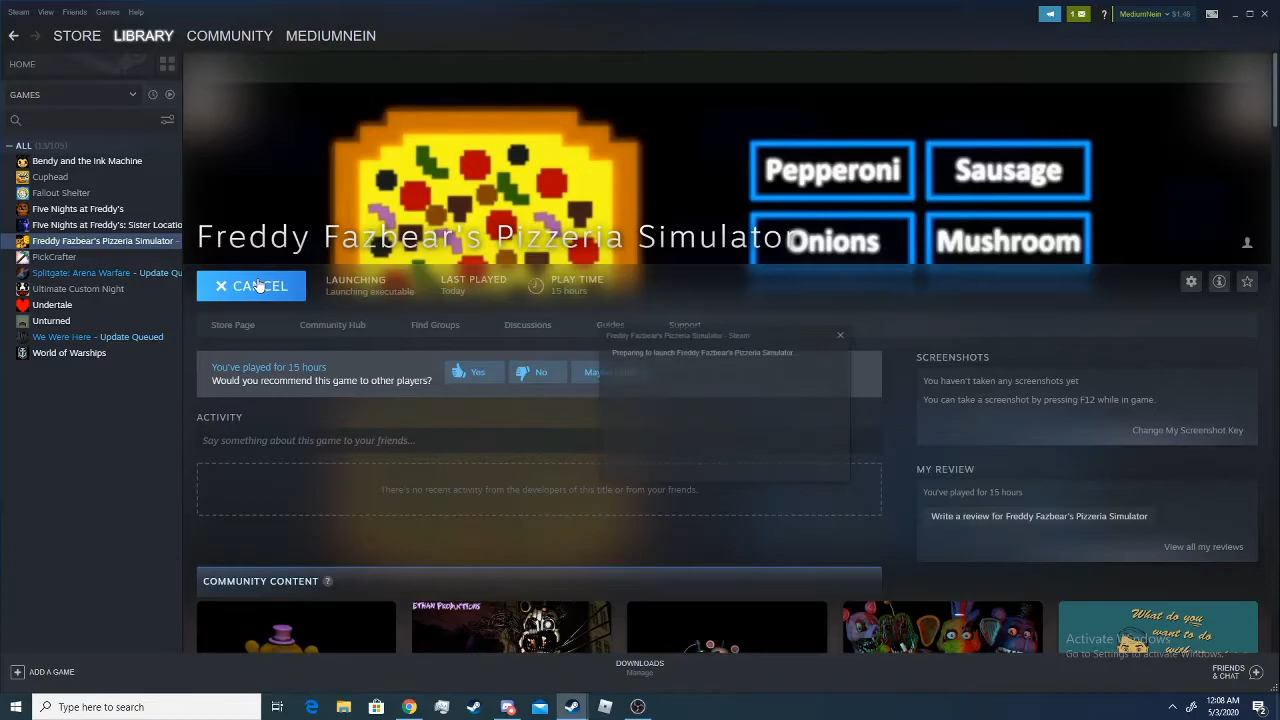 Steam View Friends Games Help
1
?
MediumNein $1.46
STORE LIBRARY COMMUNITY MEDIUMNEIN
HOME
GAMES
ALL (33/105)
Bendy and the Ink Machine
Cuphead
Fallout Shelter
Five Nights at Freddy's
Five Nights at Freddy's: Sister Locatio
Freddy Fazbear's Pizzeria Simulator -
PickCrafter
Splitgate: Arena Warfare - Update Qu
Ultimate Custom Night
Undertale
Unturned
We Were Here - Update Queued
World of Warships
Pepperoni Sausage
Onions Mushroom
Freddy Fazbear's Pizzeria Simulator
CANCEL
LAUNCHING
Launching executable
LAST PLAYED
Today
PLAY TIME
15 hours
Store Page Community Hub Find Groups Discussions Guides Support
Freddy Fazbear's Pizzeria Simulator - Steam
Preparing to launch Freddy Fazbear's Pizzeria Simulator...
You've played for 15 hours
Would you recommend this game to other players?
Yes No
ACTIVITY
Say something about this game to your friends...
There's no recent activity from the developers of this title or from your friends.
SCREENSHOTS
You haven't taken any screenshots yet
You can take a screenshot by pressing F12 while in game.
Change My Screenshot Key
MY REVIEW
You've played for 15 hours
Write a review for Freddy Fazbear's Pizzeria Simulator
View all my reviews
COMMUNITY CONTENT ?
ETHAN PRODUCTIONS
What do you
want to do
with
Activate Windows
Go to Settings to activate Windows.
ADD A GAME
DOWNLOADS
Manage
FRIENDS
& CHAT
Type here to search
12:08 AM
5/3/2020
2